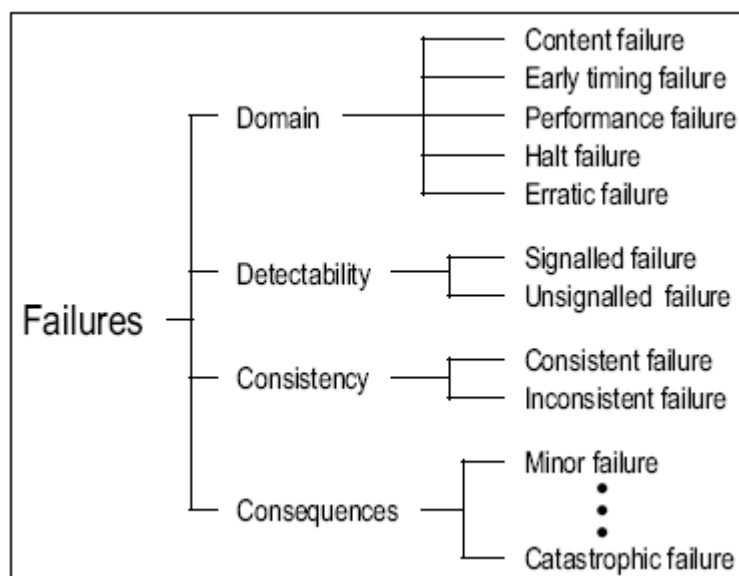 Failures
Domain
Content failure
Early timing failure
Performance failure
Halt failure
Erratic failure
Detectability
Signalled failure
Unsignalled failure
Consistency
Consistent failure
Inconsistent failure
Consequences
Minor failure
Catastrophic failure